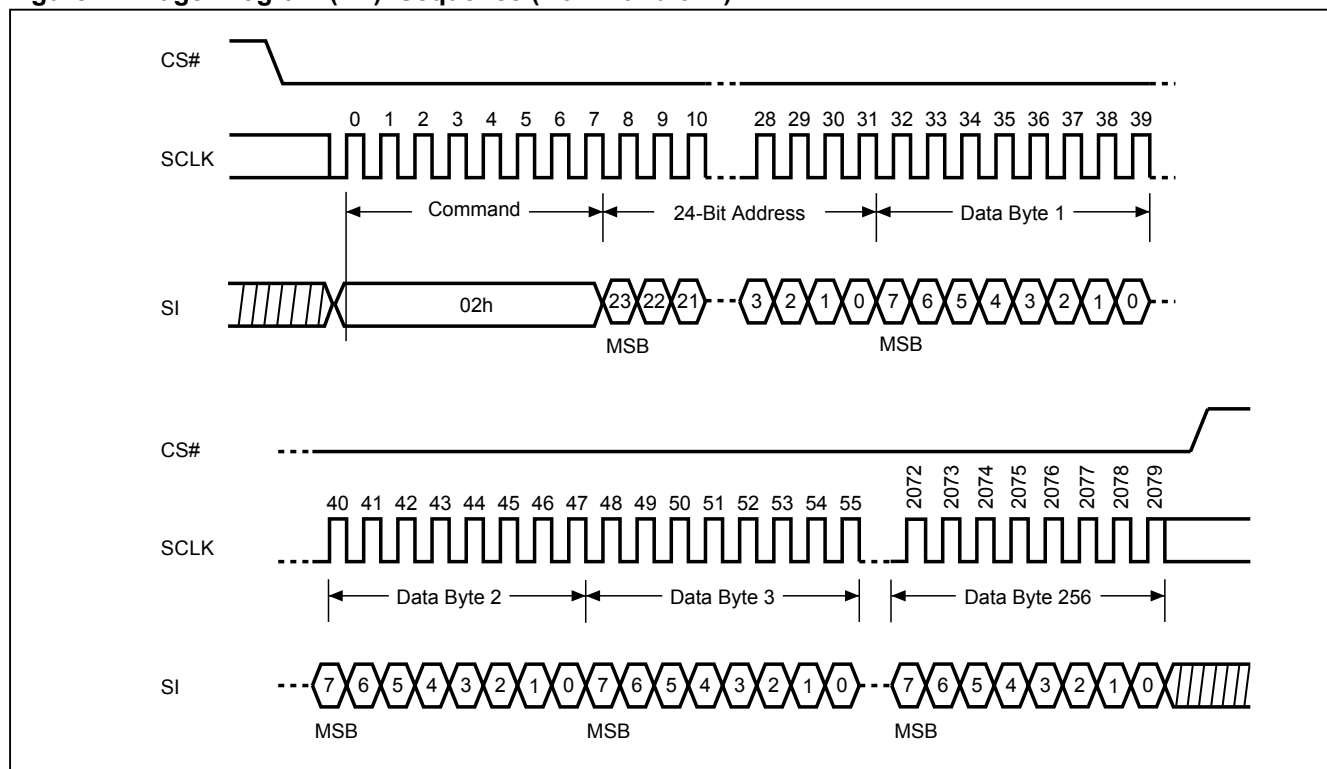 CS#
0 1 2 3 4 5 6 7 8 9 10 28 29 30 31 32 33 34 35 36 37 38 39
SCLK
Command 24-Bit Address Data Byte 1
SI 02h 23 22 21 3 2 1 0 7 6 5 4 3 2 1 0
MSB MSB
CS#
40 41 42 43 44 45 46 47 48 49 50 51 52 53 54 55 2072 2073 2074 2075 2076 2077 2078 2079
SCLK
Data Byte 2 Data Byte 3 Data Byte 256
SI 7 6 5 4 3 2 1 0 7 6 5 4 3 2 1 0 7 6 5 4 3 2 1 0
MSB MSB MSB